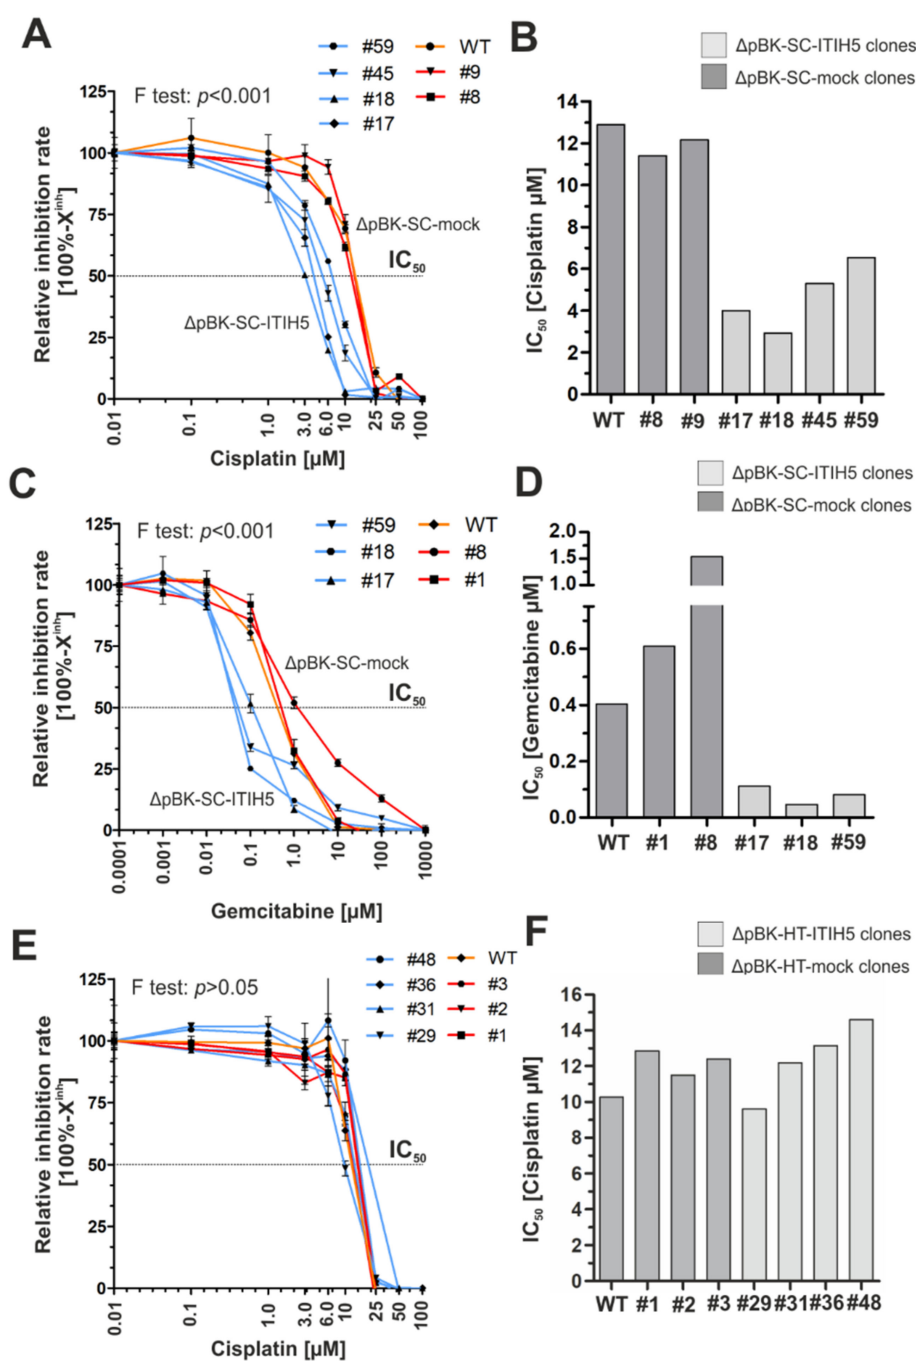 A
#59
WT
#45
#9
#18
#8
#17
F test: p<0.001
125
100
75
50
25
0
Relative inhibition rate
[100%-Xinh]
ΔpBK-SC-mock
IC50
ΔpBK-SC-ITIH5
0.01
0.1
1.0
3.0
6.0
10
25
50
100
Cisplatin [µM]
B
ΔpBK-SC-ITIH5 clones
ΔpBK-SC-mock clones
14
12
10
8
6
4
2
0
IC50 [Cisplatin µM]
WT #8 #9 #17 #18 #45 #59
C
#59
WT
#18
#8
#17
#1
F test: p<0.001
125
100
75
50
25
0
Relative inhibition rate
[100%-Xinh]
ΔpBK-SC-mock
IC50
ΔpBK-SC-ITIH5
0.0001
0.001
0.01
0.1
1.0
10
100
1000
Gemcitabine [µM]
D
ΔpBK-SC-ITIH5 clones
ΔpBK-SC-mock clones
2.0
1.5
1.0
0.6
0.4
0.2
0.0
IC50 [Gemcitabine µM]
WT #1 #8 #17 #18 #59
E
#48
WT
#36
#3
#31
#2
#29
#1
F test: p>0.05
125
100
75
50
25
0
Relative inhibition rate
[100%-Xinh]
IC50
0.01
0.1
1.0
3.0
6.0
10
25
50
100
Cisplatin [µM]
F
ΔpBK-HT-ITIH5 clones
ΔpBK-HT-mock clones
16
14
12
10
8
6
4
2
0
IC50 [Cisplatin µM]
WT #1 #2 #3 #29 #31 #36 #48